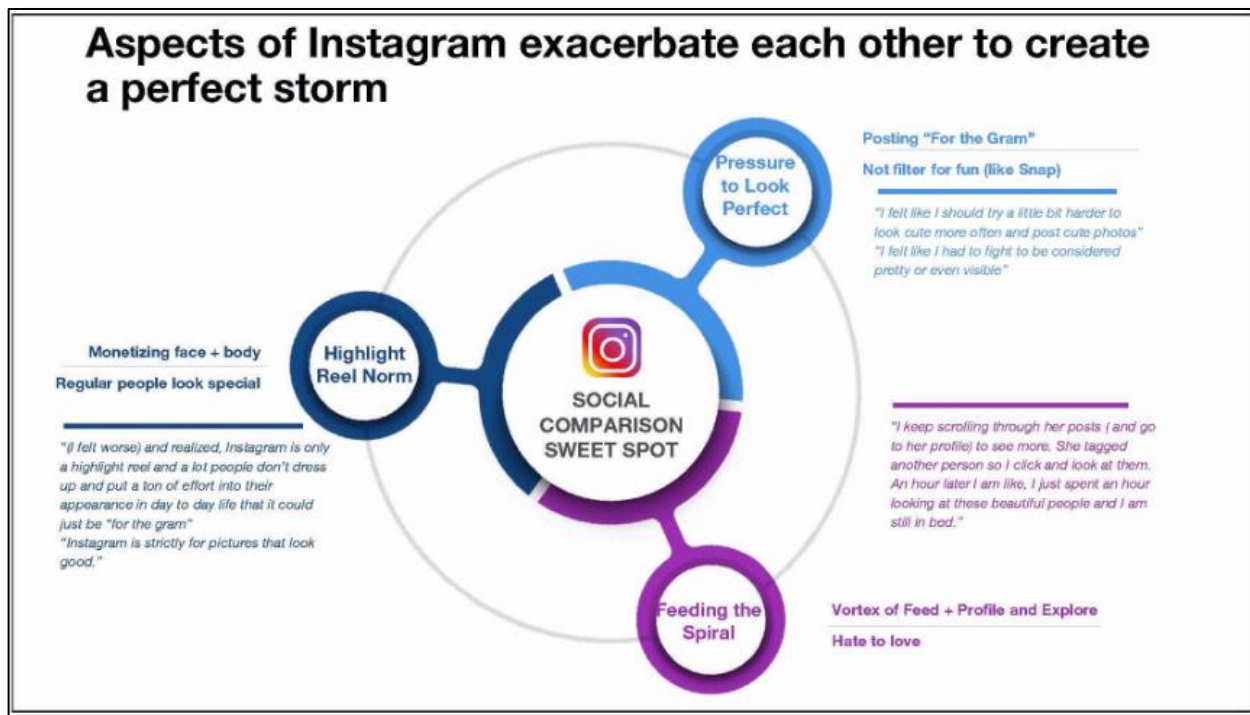 Aspects of Instagram exacerbate each other to create
a perfect storm
Pressure
to Look
Perfect
Posting “For the Gram”
Not filter for fun (like Snap)
"I felt like I should try a little bit harder to
look cute more often and post cute photos"
"I felt like I had to fight to be considered
pretty or even visible"
Highlight
Reel Norm
Monetizing face + body
Regular people look special
"(I felt worse) and realized, Instagram is only
a highlight reel and a lot people don't dress
up and put a ton of effort into their
appearance in day to day life that it could
just be "for the gram"
"Instagram is strictly for pictures that look
good."
SOCIAL
COMPARISON
SWEET SPOT
"I keep scrolling through her posts ( and go
to her profile) to see more. She tagged
another person so I click and look at them.
An hour later I am like, I just spent an hour
looking at these beautiful people and I am
still in bed."
Feeding the
Spiral
Vortex of Feed + Profile and Explore
Hate to love